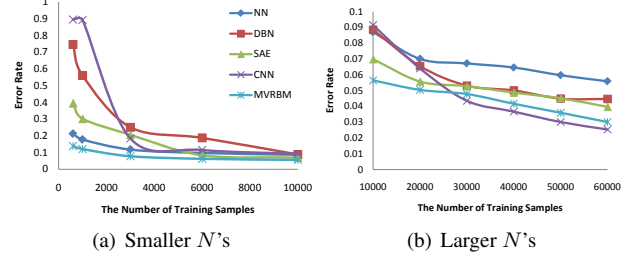 1
0.9
0.8
0.7
0.6
0.5
0.4
0.3
0.2
0.1
0
Error Rate
0 2000 4000 6000 8000 10000
The Number of Training Samples
NN
DBN
SAE
CNN
MVRBM
(a) Smaller N's
0.1
0.09
0.08
0.07
0.06
0.05
0.04
0.03
0.02
0.01
0
Error Rate
10000 20000 30000 40000 50000 60000
The Number of Training Samples
(b) Larger N's